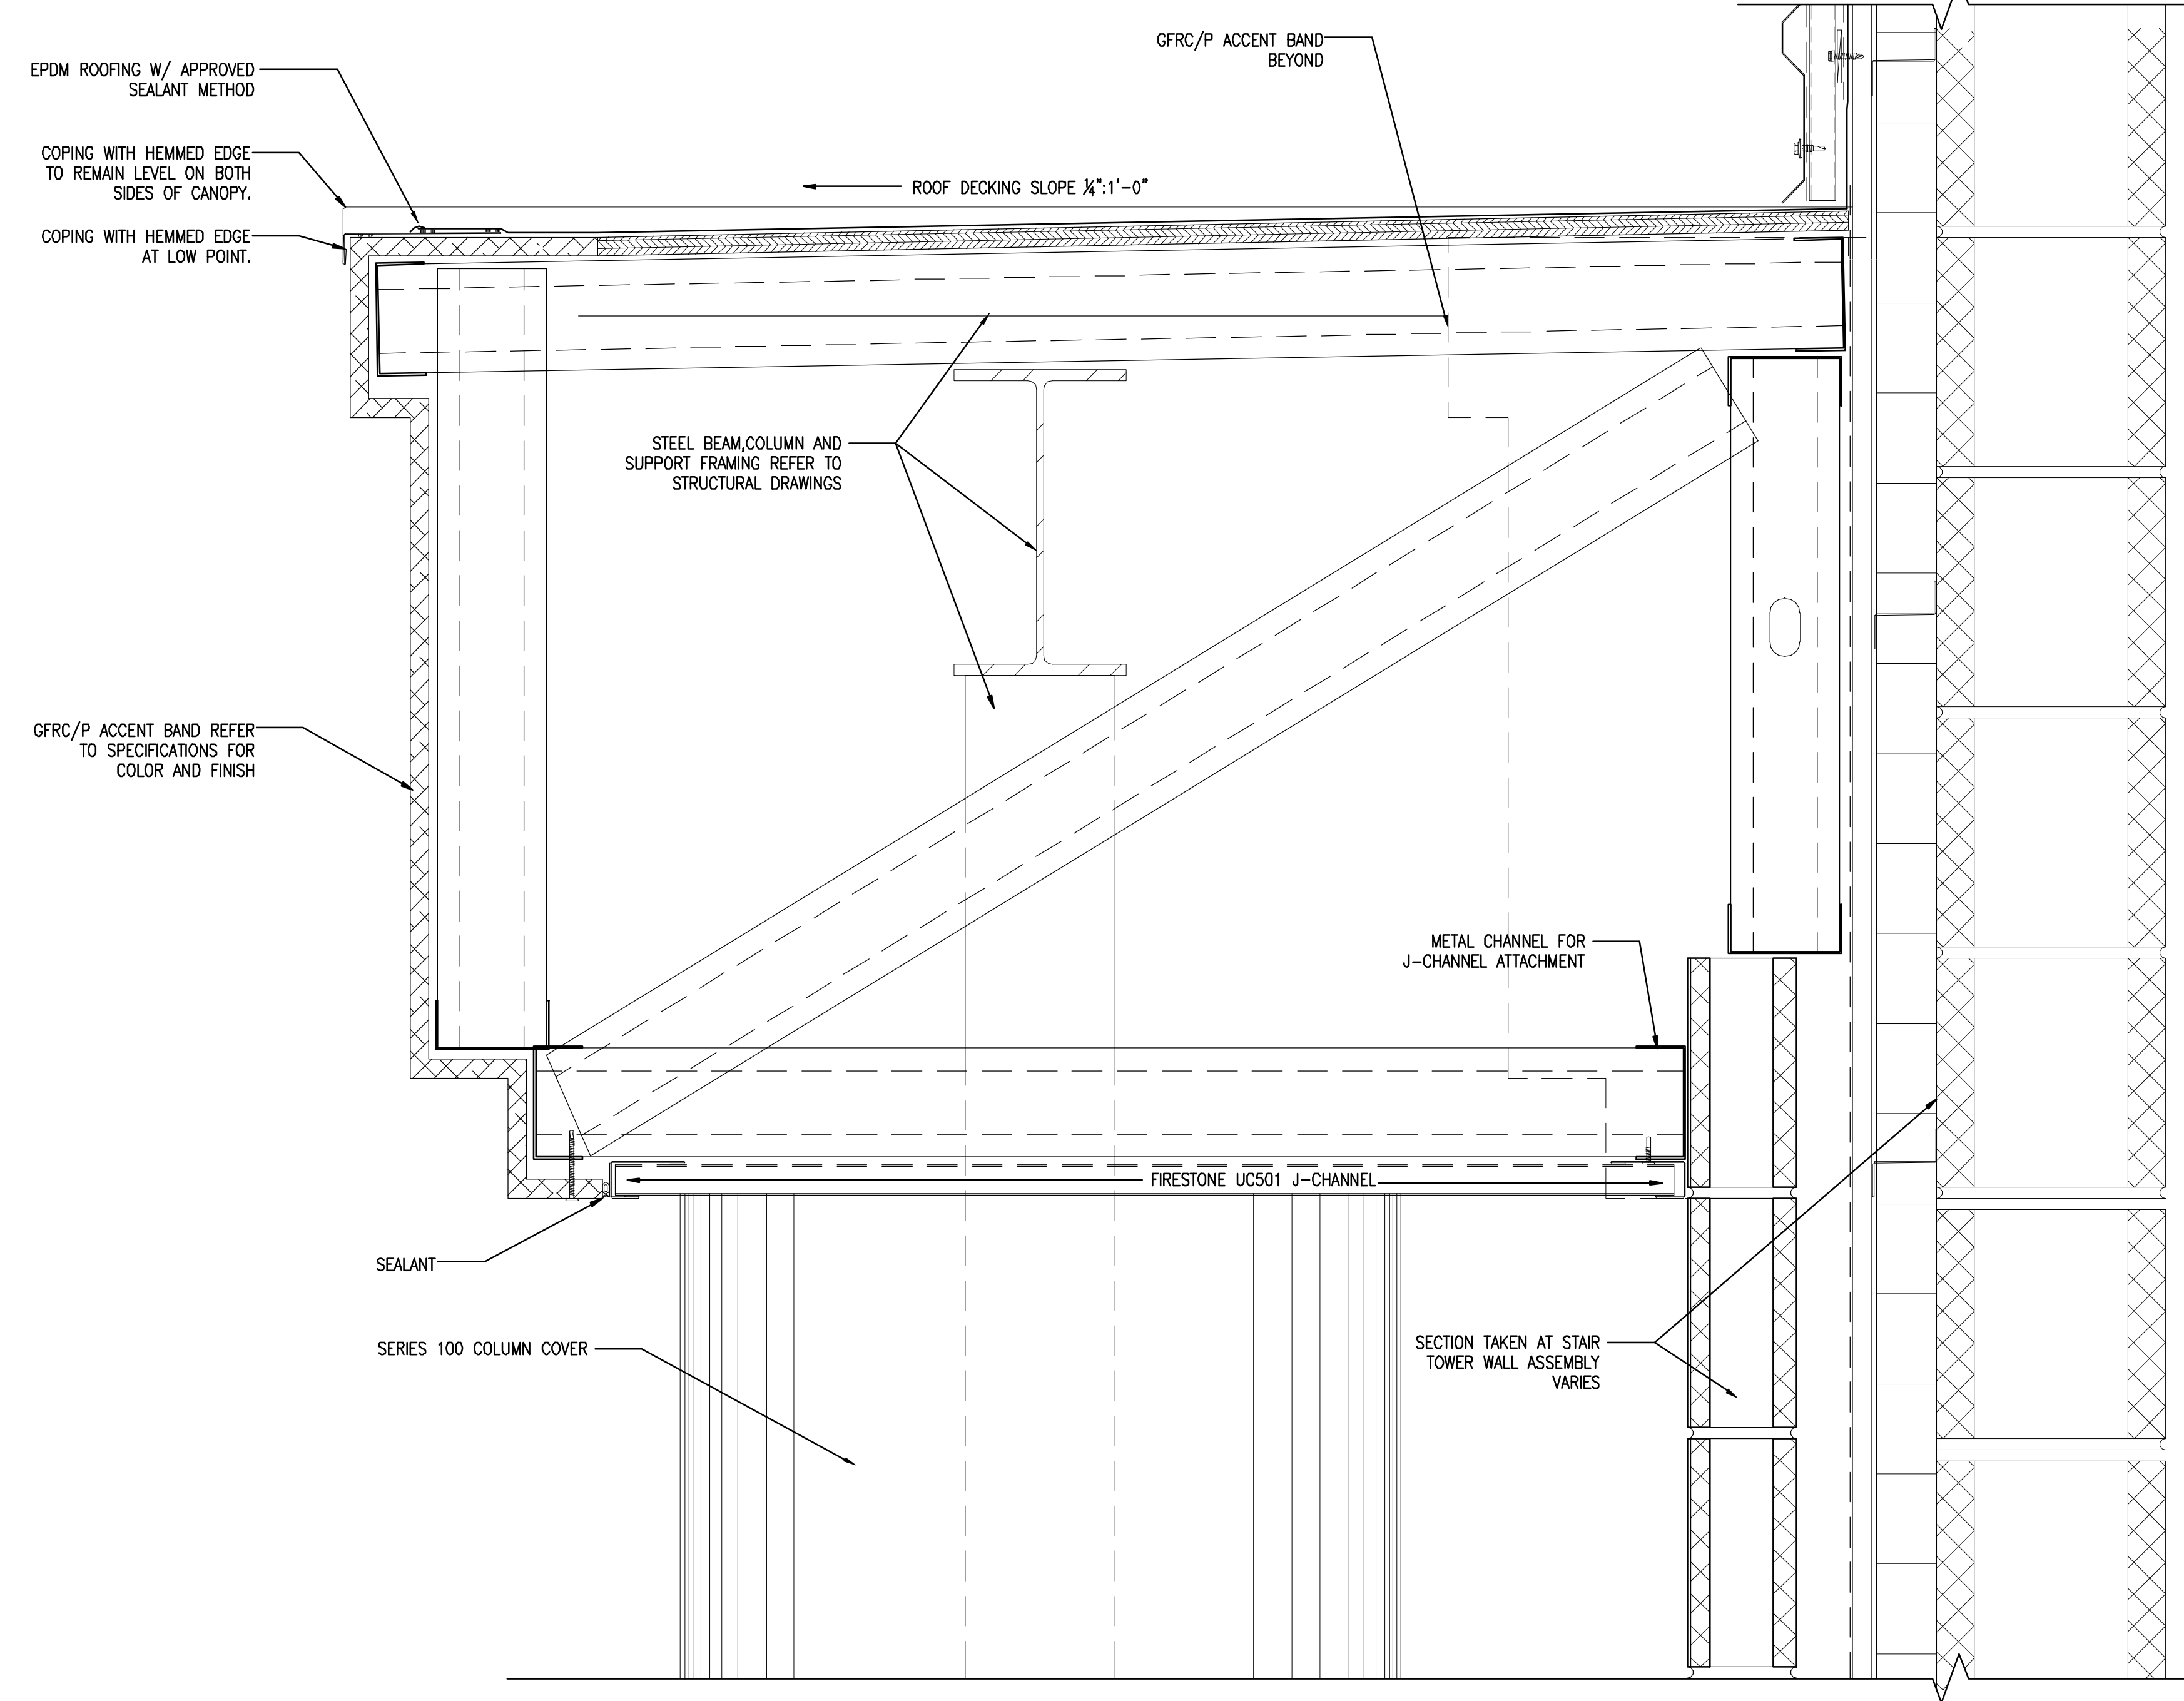 GFRC/P ACCENT BAND
BEYOND
EPDM ROOFING W/ APPROVED
SEALANT METHOD
COPING WITH HEMMED EDGE
TO REMAIN LEVEL ON BOTH
SIDES OF CANOPY.
ROOF DECKING SLOPE ¼":1'-0"
COPING WITH HEMMED EDGE
AT LOW POINT.
STEEL BEAM,COLUMN AND
SUPPORT FRAMING REFER TO
STRUCTURAL DRAWINGS
GFRC/P ACCENT BAND REFER
TO SPECIFICATIONS FOR
COLOR AND FINISH
METAL CHANNEL FOR
J-CHANNEL ATTACHMENT
FIRESTONE UC501 J-CHANNEL
SEALANT
SERIES 100 COLUMN COVER
SECTION TAKEN AT STAIR
TOWER WALL ASSEMBLY
VARIES